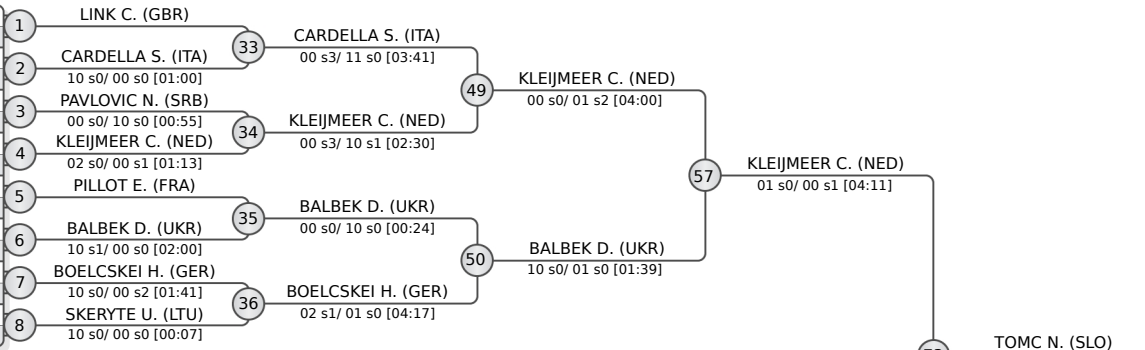 1
LINK C. (GBR)
2
CARDELLA S. (ITA)
10 s0/ 00 s0 [01:00]
3
PAVLOVIC N. (SRB)
00 s0/ 10 s0 [00:55]
4
KLEIJMEER C. (NED)
02 s0/ 00 s1 [01:13]
5
PILLOT E. (FRA)
6
BALBEK D. (UKR)
10 s1/ 00 s0 [02:00]
7
BOELCSKEI H. (GER)
10 s0/ 00 s2 [01:41]
8
SKERYTE U. (LTU)
10 s0/ 00 s0 [00:07]
33
CARDELLA S. (ITA)
00 s3/ 11 s0 [03:41]
34
KLEIJMEER C. (NED)
00 s3/ 10 s1 [02:30]
35
BALBEK D. (UKR)
00 s0/ 10 s0 [00:24]
36
BOELCSKEI H. (GER)
02 s1/ 01 s0 [04:17]
49
KLEIJMEER C. (NED)
00 s0/ 01 s2 [04:00]
50
BALBEK D. (UKR)
10 s0/ 01 s0 [01:39]
57
KLEIJMEER C. (NED)
01 s0/ 00 s1 [04:11]
TOMC N. (SLO)